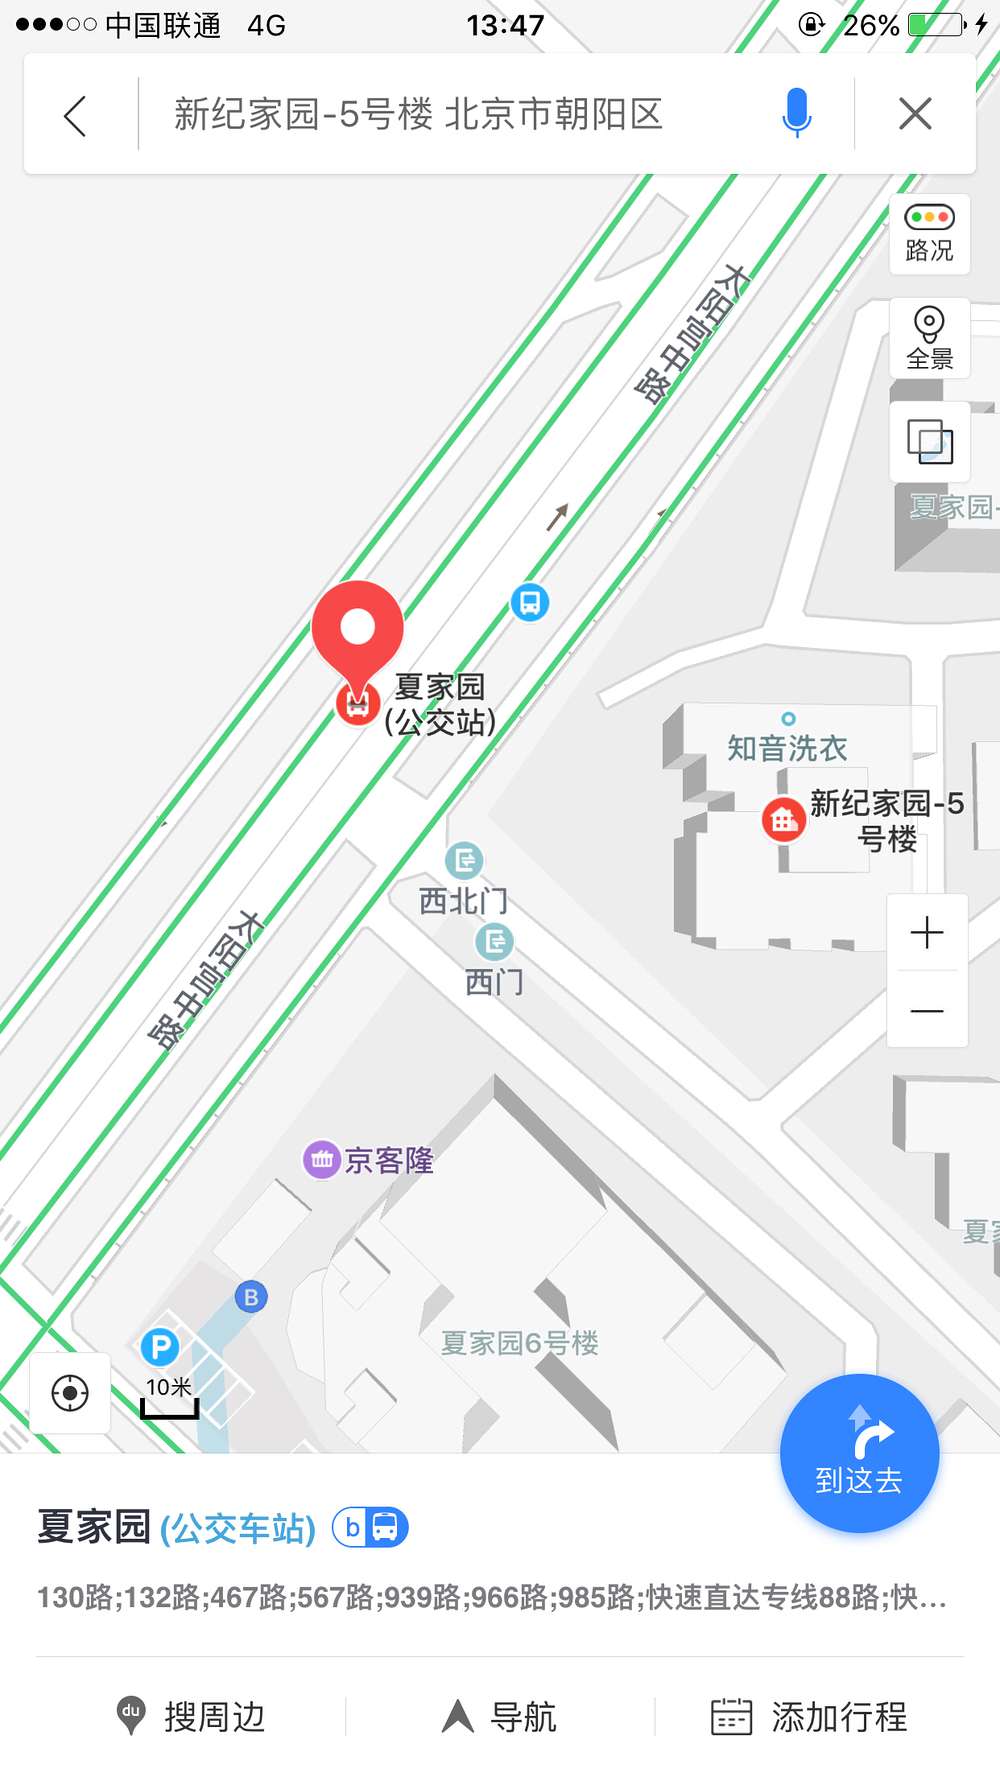 中国联通 4G 13:47 26%
新纪家园-5号楼 北京市朝阳区
路况
太阳宫中路
全景
夏家园-
夏家园
(公交站)
知音洗衣
新纪家园-5
号楼
西北门
太阳宫中路
西门
京客隆
夏家
B
P
夏家园6号楼
10米
到这去
夏家园 (公交车站) b
130路;132路;467路;567路;939路;966路;985路;快速直达专线88路;快...
du 搜周边 导航 添加行程